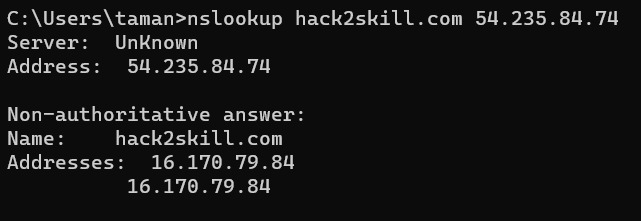 C:\Users\taman>nslookup hack2skill.com 54.235.84.74
Server:  UnKnown
Address:  54.235.84.74

Non-authoritative answer:
Name:    hack2skill.com
Addresses:  16.170.79.84
          16.170.79.84